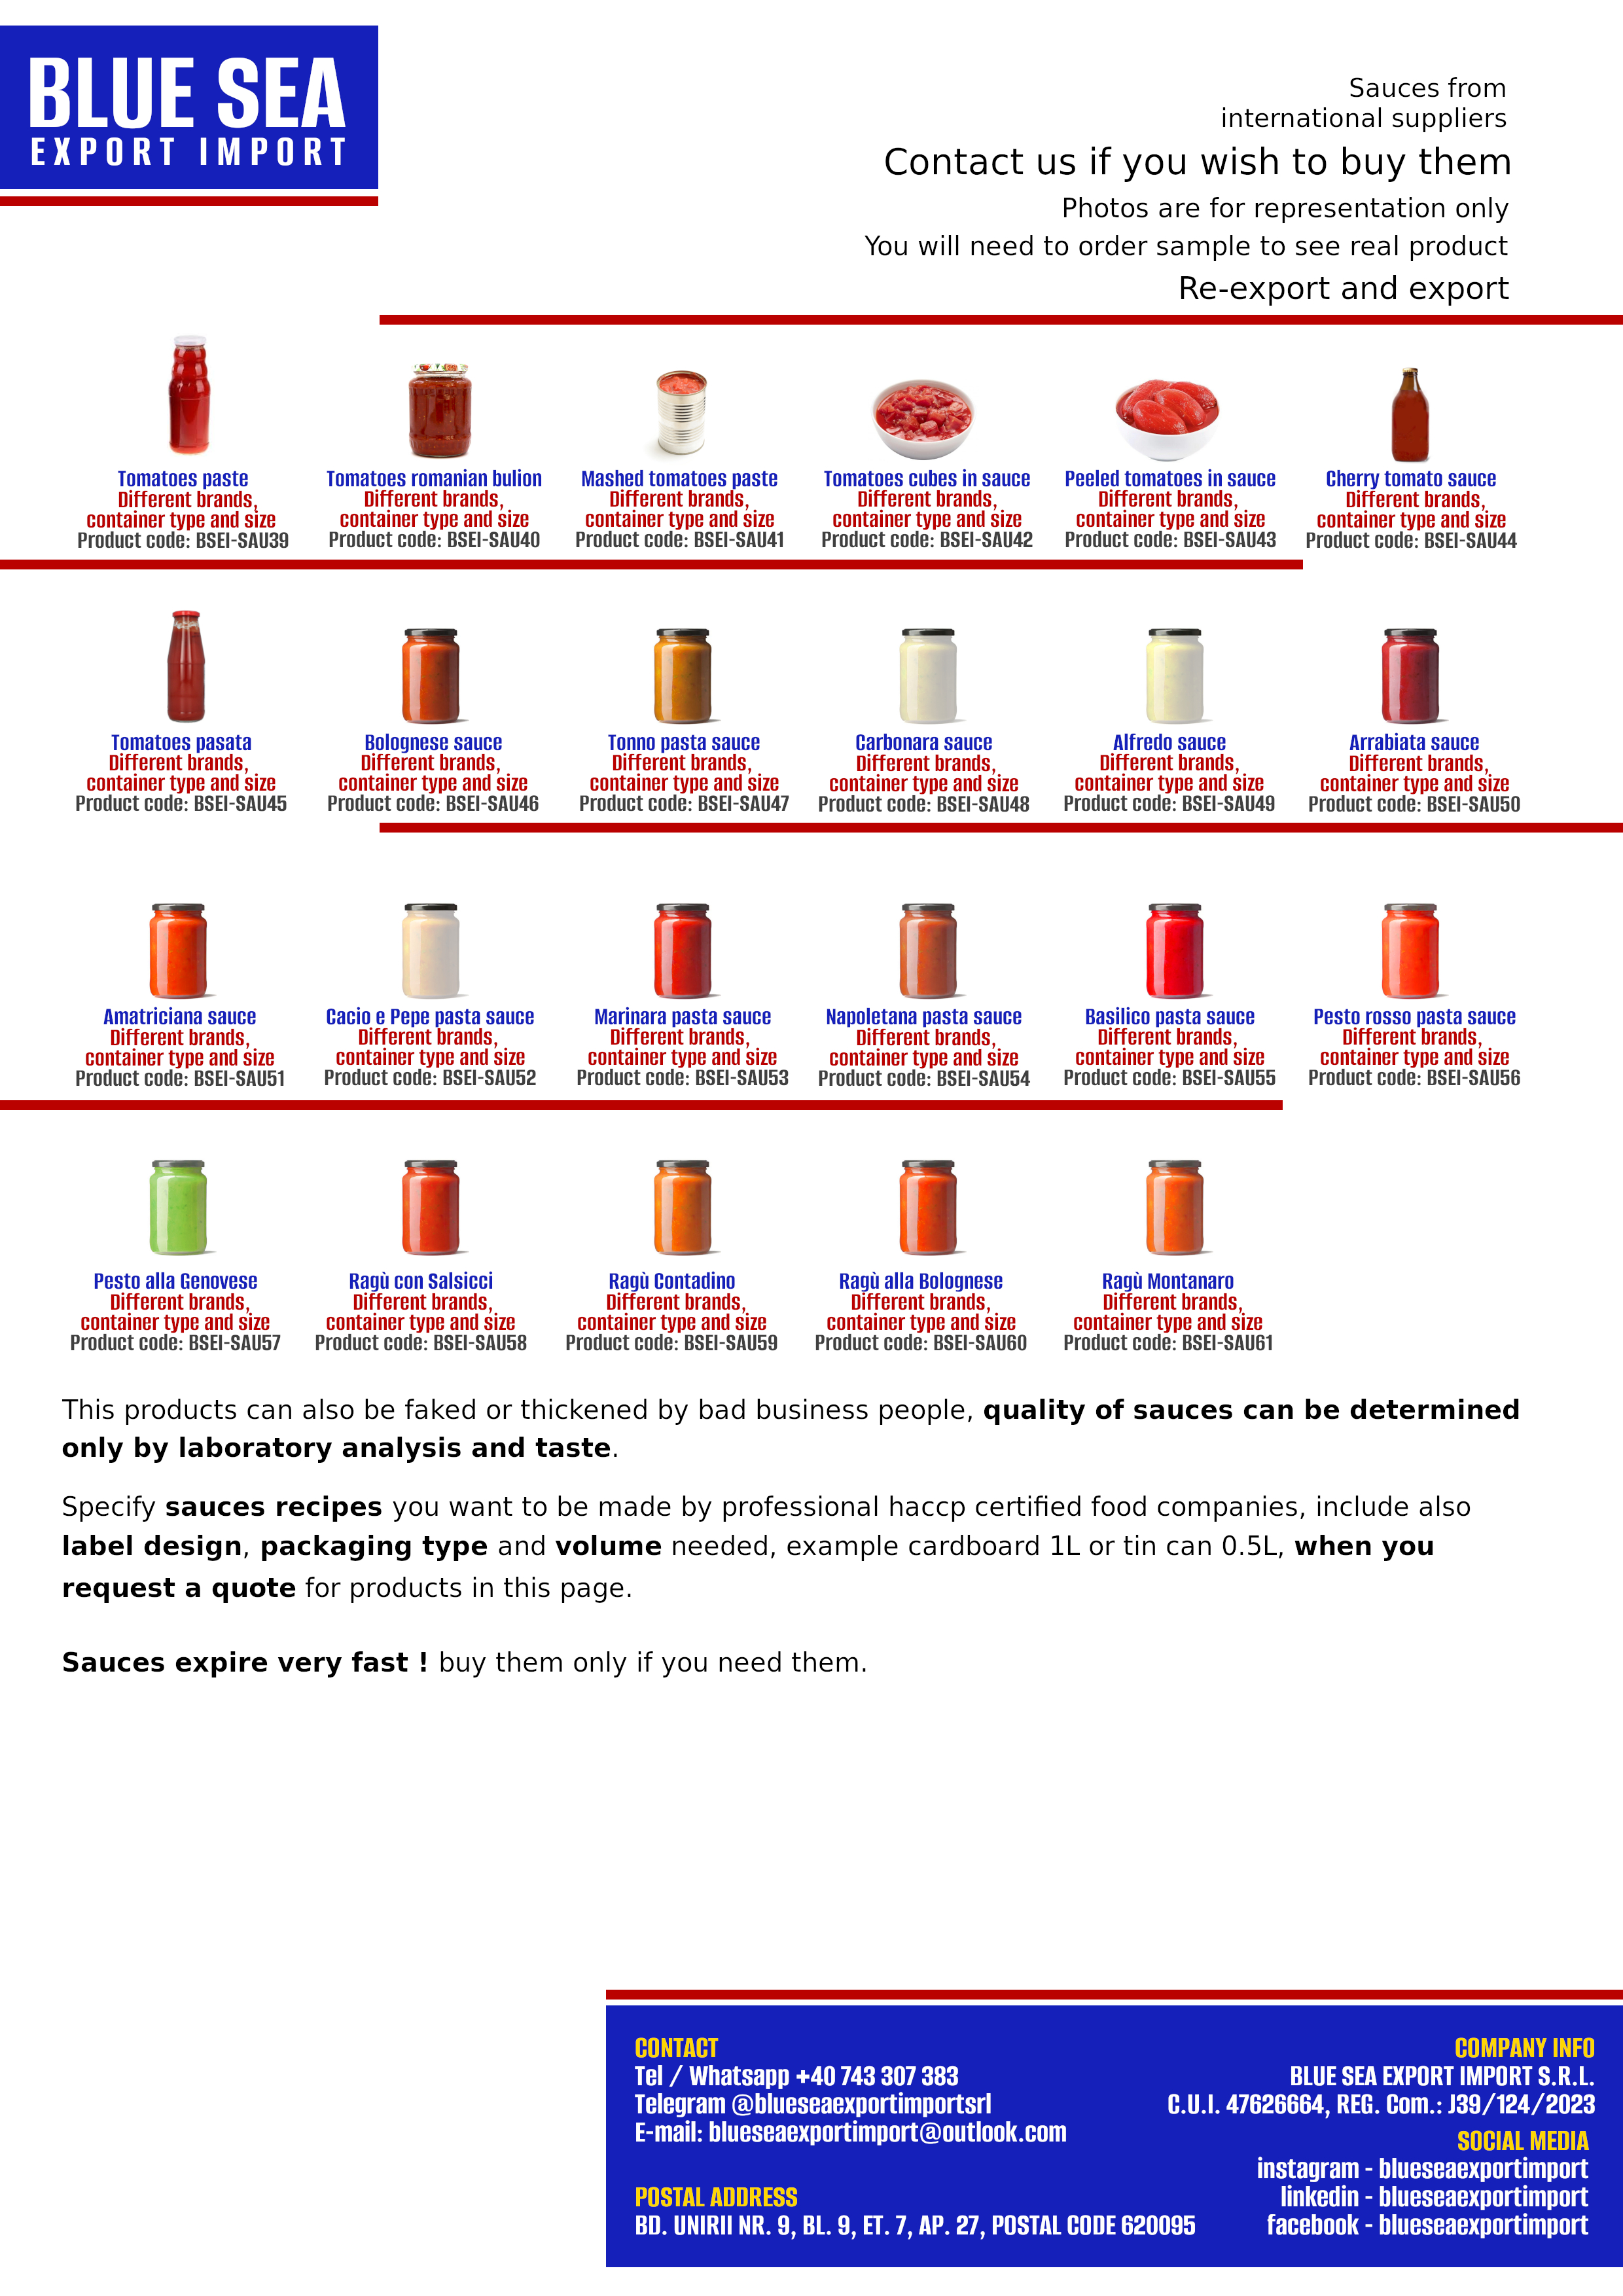 BLUE SEA
EXPORT IMPORT
Sauces from
international suppliers
Contact us if you wish to buy them
Photos are for representation only
You will need to order sample to see real product
Re-export and export
Tomatoes paste
Different brands,
container type and size
Product code: BSEI-SAU39
Tomatoes romanian bulion
Different brands,
container type and size
Product code: BSEI-SAU40
Mashed tomatoes paste
Different brands,
container type and size
Product code: BSEI-SAU41
Tomatoes cubes in sauce
Different brands,
container type and size
Product code: BSEI-SAU42
Peeled tomatoes in sauce
Different brands,
container type and size
Product code: BSEI-SAU43
Cherry tomato sauce
Different brands,
container type and size
Product code: BSEI-SAU44
Tomatoes pasata
Different brands,
container type and size
Product code: BSEI-SAU45
Bolognese sauce
Different brands,
container type and size
Product code: BSEI-SAU46
Tonno pasta sauce
Different brands,
container type and size
Product code: BSEI-SAU47
Carbonara sauce
Different brands,
container type and size
Product code: BSEI-SAU48
Alfredo sauce
Different brands,
container type and size
Product code: BSEI-SAU49
Arrabiata sauce
Different brands,
container type and size
Product code: BSEI-SAU50
Amatriciana sauce
Different brands,
container type and size
Product code: BSEI-SAU51
Cacio e Pepe pasta sauce
Different brands,
container type and size
Product code: BSEI-SAU52
Marinara pasta sauce
Different brands,
container type and size
Product code: BSEI-SAU53
Napoletana pasta sauce
Different brands,
container type and size
Product code: BSEI-SAU54
Basilico pasta sauce
Different brands,
container type and size
Product code: BSEI-SAU55
Pesto rosso pasta sauce
Different brands,
container type and size
Product code: BSEI-SAU56
Pesto alla Genovese
Different brands,
container type and size
Product code: BSEI-SAU57
Ragù con Salsicci
Different brands,
container type and size
Product code: BSEI-SAU58
Ragù Contadino
Different brands,
container type and size
Product code: BSEI-SAU59
Ragù alla Bolognese
Different brands,
container type and size
Product code: BSEI-SAU60
Ragù Montanaro
Different brands,
container type and size
Product code: BSEI-SAU61
This products can also be faked or thickened by bad business people, quality of sauces can be determined
only by laboratory analysis and taste.
Specify sauces recipes you want to be made by professional haccp certified food companies, include also
label design, packaging type and volume needed, example cardboard 1L or tin can 0.5L, when you
request a quote for products in this page.
Sauces expire very fast ! buy them only if you need them.
CONTACT
Tel / Whatsapp +40 743 307 383
Telegram @blueseaexportimportsrl
E-mail: blueseaexportimport@outlook.com
POSTAL ADDRESS
BD. UNIRII NR. 9, BL. 9, ET. 7, AP. 27, POSTAL CODE 620095
COMPANY INFO
BLUE SEA EXPORT IMPORT S.R.L.
C.U.I. 47626664, REG. Com.: J39/124/2023
SOCIAL MEDIA
instagram - blueseaexportimport
linkedin - blueseaexportimport
facebook - blueseaexportimport